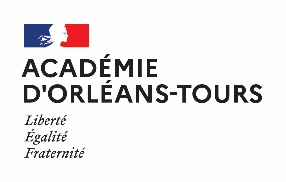 ACADÉMIE
D'ORLÉANS-TOURS
Liberté
Égalité
Fraternité